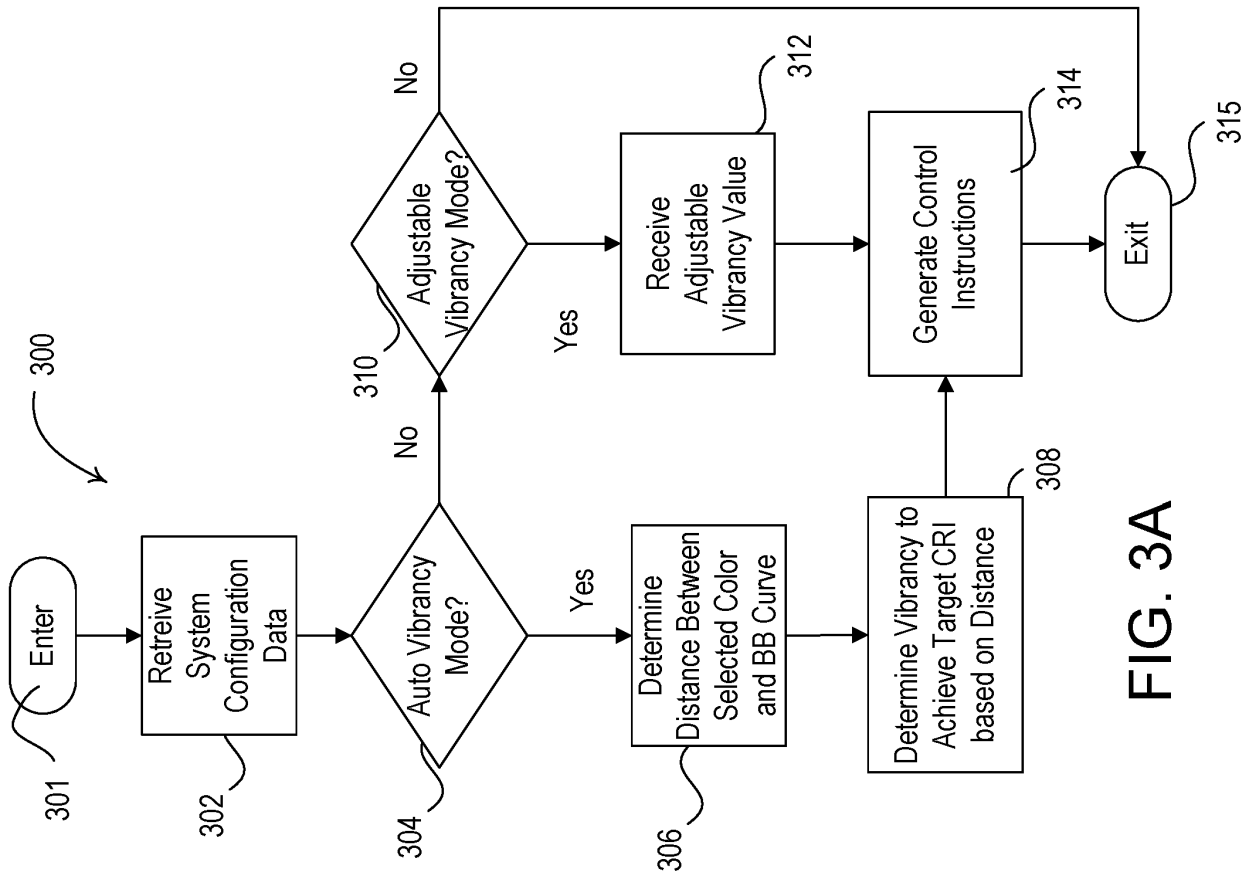 300
301
Enter
302
Retreive
System
Configuration
Data
304
Auto Vibrancy
Mode?
No
Yes
306
Determine
Distance Between
Selected Color
and BB Curve
308
Determine Vibrancy to
Achieve Target CRI
based on Distance
310
Adjustable
Vibrancy Mode?
No
Yes
312
Receive
Adjustable
Vibrancy Value
314
Generate Control
Instructions
315
Exit
FIG. 3A